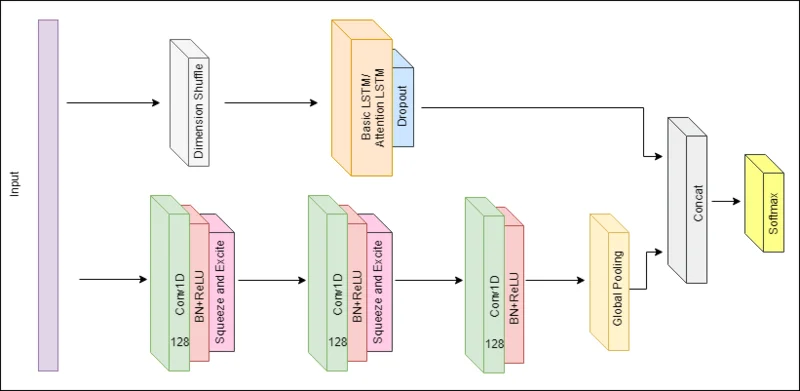 Input
Dimension Shuffle
Basic LSTM/
Attention LSTM
Dropout
Conv1D
128
BN+ReLU
Squeeze and Excite
Conv1D
128
BN+ReLU
Squeeze and Excite
Conv1D
128
BN+ReLU
Global Pooling
Concat
Softmax